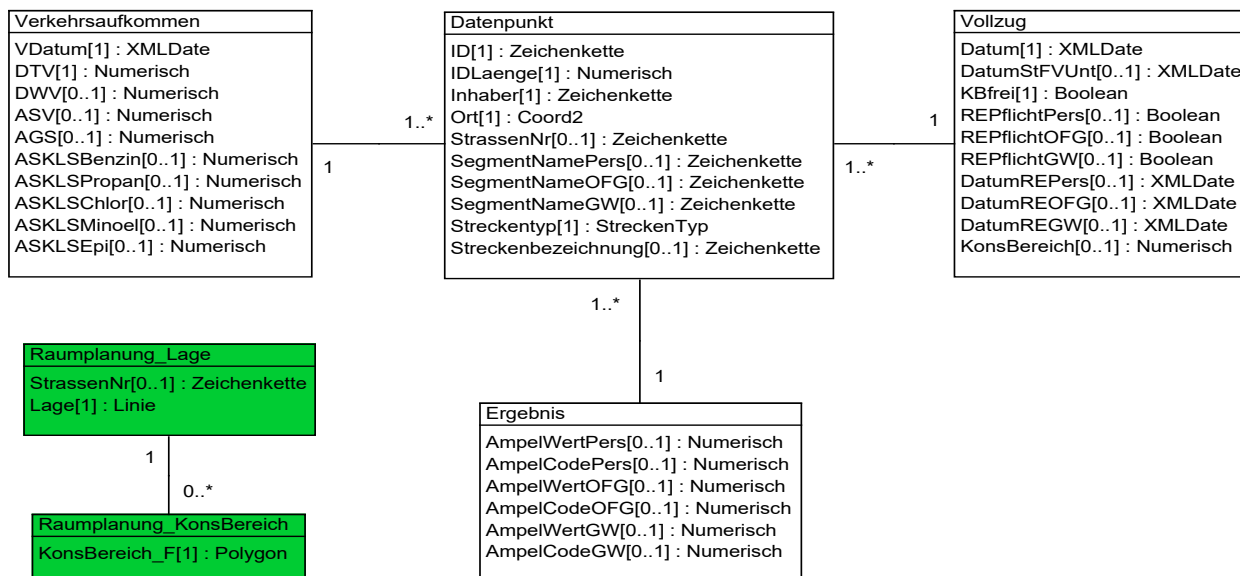 Verkehrsaufkommen
VDatum[1] : XMLDate
DTV[1] : Numerisch
DWV[0..1] : Numerisch
ASV[0..1] : Numerisch
AGS[0..1] : Numerisch
ASKLSBenzin[0..1] : Numerisch
ASKLSPropan[0..1] : Numerisch
ASKLSChlor[0..1] : Numerisch
ASKLSMinoel[0..1] : Numerisch
ASKLSEpi[0..1] : Numerisch
1
1..*
Datenpunkt
ID[1] : Zeichenkette
IDLaenge[1] : Numerisch
Inhaber[1] : Zeichenkette
Ort[1] : Coord2
StrassenNr[0..1] : Zeichenkette
SegmentNamePers[0..1] : Zeichenkette
SegmentNameOFG[0..1] : Zeichenkette
SegmentNameGW[0..1] : Zeichenkette
Streckentyp[1] : StreckenTyp
Streckenbezeichnung[0..1] : Zeichenkette
1..*
1
Vollzug
Datum[1] : XMLDate
DatumStFVUnt[0..1] : XMLDate
KBfrei[1] : Boolean
REPflichtPers[0..1] : Boolean
REPflichtOFG[0..1] : Boolean
REPflichtGW[0..1] : Boolean
DatumREPers[0..1] : XMLDate
DatumREOFG[0..1] : XMLDate
DatumREGW[0..1] : XMLDate
KonsBereich[0..1] : Numerisch
1..*
1
Raumplanung_Lage
StrassenNr[0..1] : Zeichenkette
Lage[1] : Linie
1
0..*
Raumplanung_KonsBereich
KonsBereich_F[1] : Polygon
Ergebnis
AmpelWertPers[0..1] : Numerisch
AmpelCodePers[0..1] : Numerisch
AmpelWertOFG[0..1] : Numerisch
AmpelCodeOFG[0..1] : Numerisch
AmpelWertGW[0..1] : Numerisch
AmpelCodeGW[0..1] : Numerisch